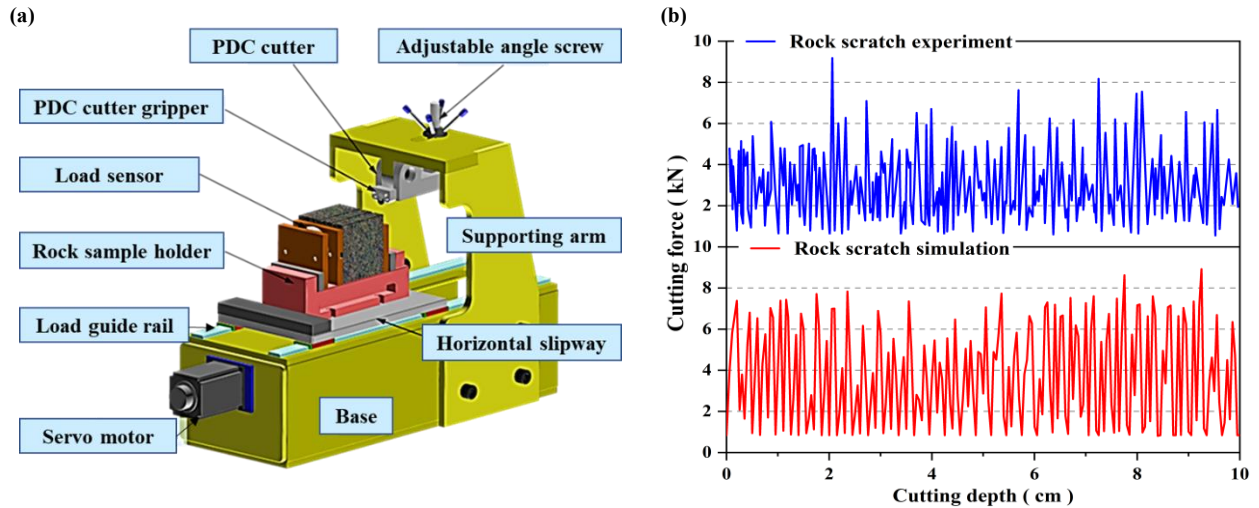 (a)
PDC cutter
Adjustable angle screw
PDC cutter gripper
Load sensor
Rock sample holder
Supporting arm
Load guide rail
Horizontal slipway
Base
Servo motor
(b)
Rock scratch experiment
10
8
6
4
2
Rock scratch simulation
10
8
6
4
2
0
Cutting force ( kN )
0 2 4 6 8 10
Cutting depth ( cm )